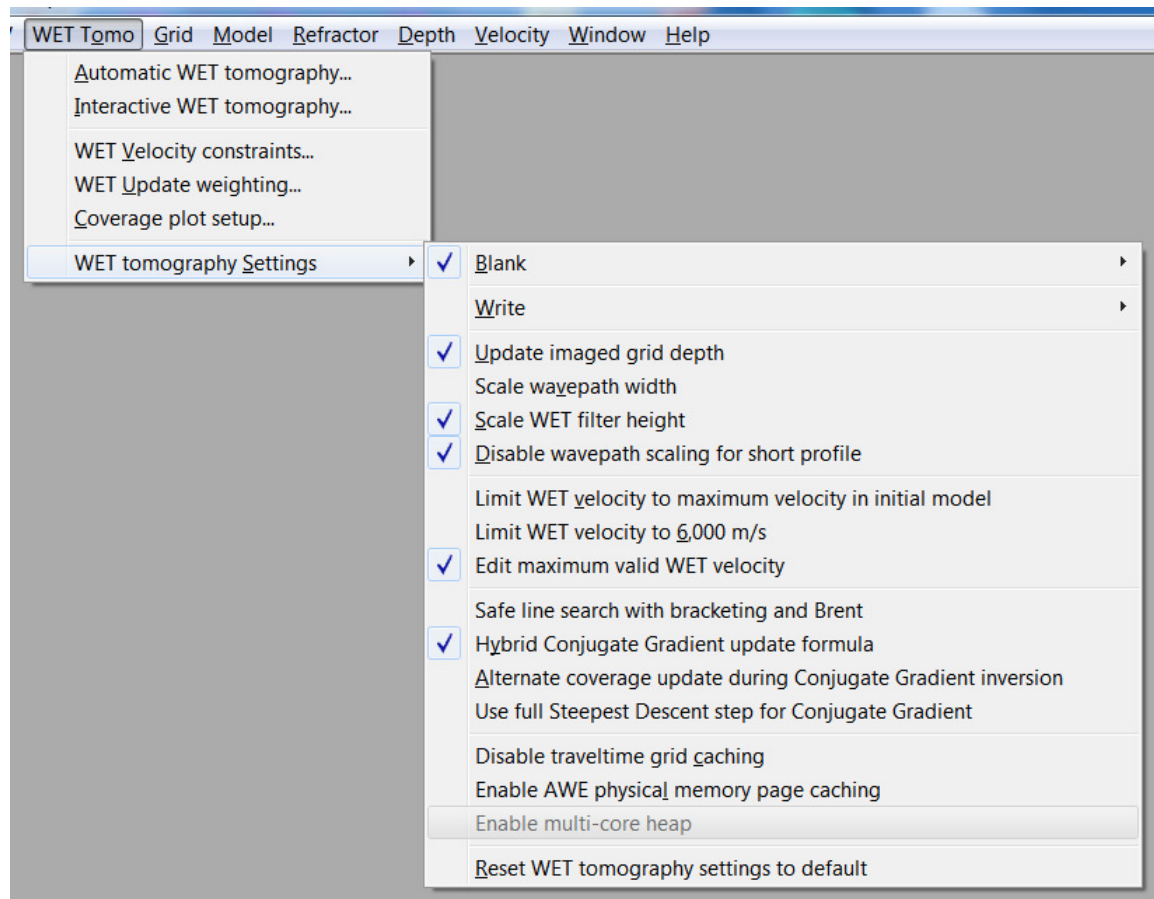 WET Tomo Grid Model Refractor Depth Velocity Window Help
Automatic WET tomography...
Interactive WET tomography...
WET Velocity constraints...
WET Update weighting...
Coverage plot setup...
WET tomography Settings
Blank
Write
Update imaged grid depth
Scale wavepath width
Scale WET filter height
Disable wavepath scaling for short profile
Limit WET velocity to maximum velocity in initial model
Limit WET velocity to 6,000 m/s
Edit maximum valid WET velocity
Safe line search with bracketing and Brent
Hybrid Conjugate Gradient update formula
Alternate coverage update during Conjugate Gradient inversion
Use full Steepest Descent step for Conjugate Gradient
Disable traveltime grid caching
Enable AWE physical memory page caching
Enable multi-core heap
Reset WET tomography settings to default